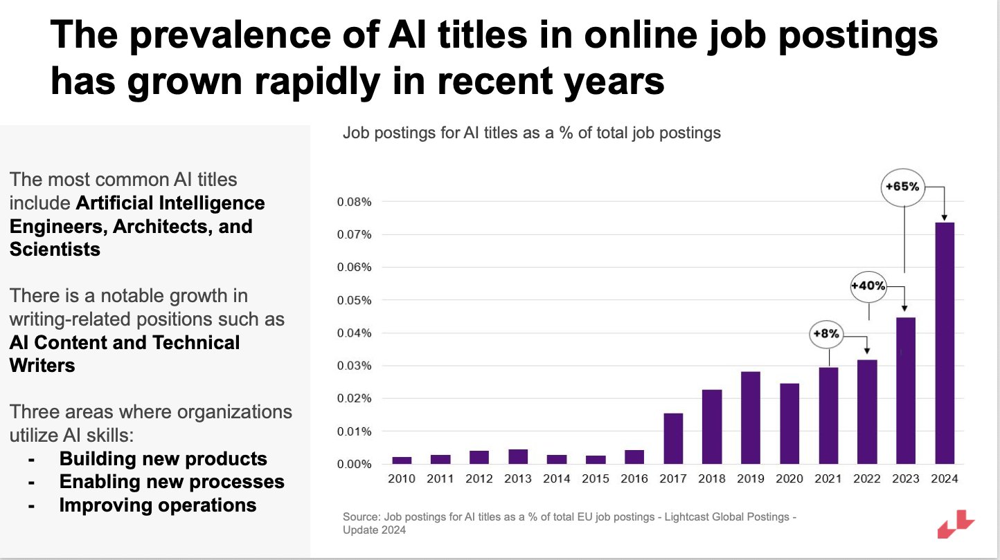 The prevalence of AI titles in online job postings
has grown rapidly in recent years
The most common AI titles
include Artificial Intelligence
Engineers, Architects, and
Scientists
There is a notable growth in
writing-related positions such as
AI Content and Technical
Writers
Three areas where organizations
utilize AI skills:
- Building new products
- Enabling new processes
- Improving operations
Job postings for AI titles as a % of total job postings
0.08%
0.07%
0.06%
0.05%
0.04%
0.03%
0.02%
0.01%
0.00%
+65%
+40%
+8%
2010 2011 2012 2013 2014 2015 2016 2017 2018 2019 2020 2021 2022 2023 2024
Source: Job postings for AI titles as a % of total EU job postings - Lightcast Global Postings -
Update 2024